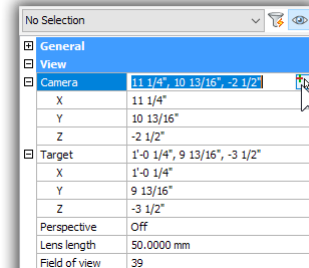 No Selection
General
View
Camera 11 1/4", 10 13/16", -2 1/2"
X 11 1/4"
Y 10 13/16"
Z -2 1/2"
Target 1'-0 1/4", 9 13/16", -3 1/2"
X 1'-0 1/4"
Y 9 13/16"
Z -3 1/2"
Perspective Off
Lens length 50.0000 mm
Field of view 39